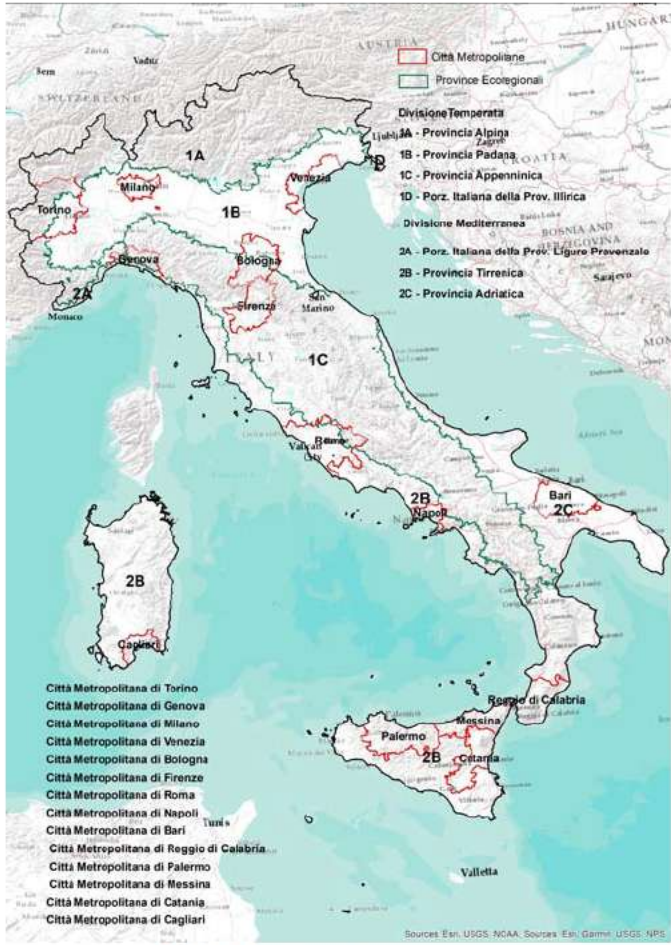 AUSTRIA
HUNGARY
Zürich
Vaduz
Bern
SWITZERLAND
Città Metropolitane
Province Ecoregionali
Divisione Temperata
1A - Provincia Alpina
1B - Provincia Padana
1C - Provincia Appenninica
1D - Porz. Italiana della Prov. Illirica
Divisione Mediterranea
2A - Porz. Italiana della Prov. Ligure Provenzale
2B - Provincia Tirrenica
2C - Provincia Adriatica
Zagreb
CROATIA
BOSNIA AND
HERZEGOVINA
Sarajevo
1A
1D
Milano
Venezia
Torino
1B
Genova
Bologna
2A
Monaco
Firenze
San
Marino
ITALY
1C
Vatican
City
2B
Napoli
Bari
2C
2B
Cagliari
Reggio di Calabria
Messina
Palermo
2B
Catania
Città Metropolitana di Torino
Città Metropolitana di Genova
Città Metropolitana di Milano
Città Metropolitana di Venezia
Città Metropolitana di Bologna
Città Metropolitana di Firenze
Città Metropolitana di Roma
Città Metropolitana di Napoli
Città Metropolitana di Bari
Città Metropolitana di Reggio di Calabria
Città Metropolitana di Palermo
Città Metropolitana di Messina
Città Metropolitana di Catania
Città Metropolitana di Cagliari
Tunis
Valletta
Sources: Esri, USGS, NOAA, Sources: Esri, Garmin, USGS, NPS